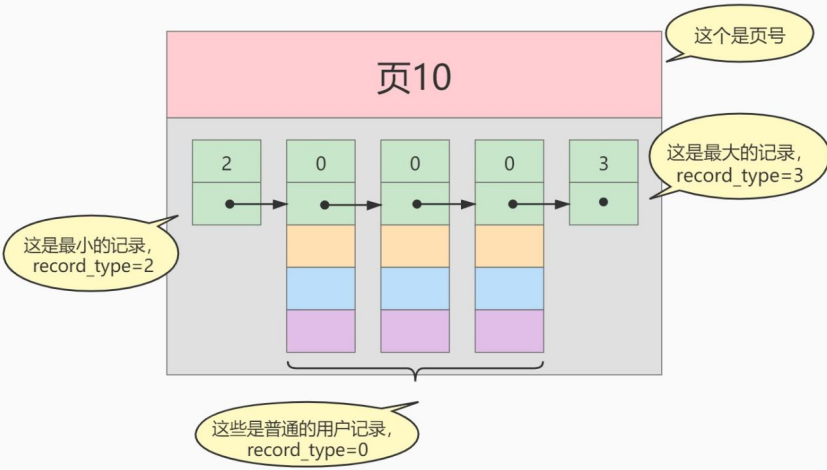 这个是页号
页10
这是最大的记录，
record_type=3
2
0
0
0
3
这是最小的记录，
record_type=2
这些是普通的用户记录，
record_type=0